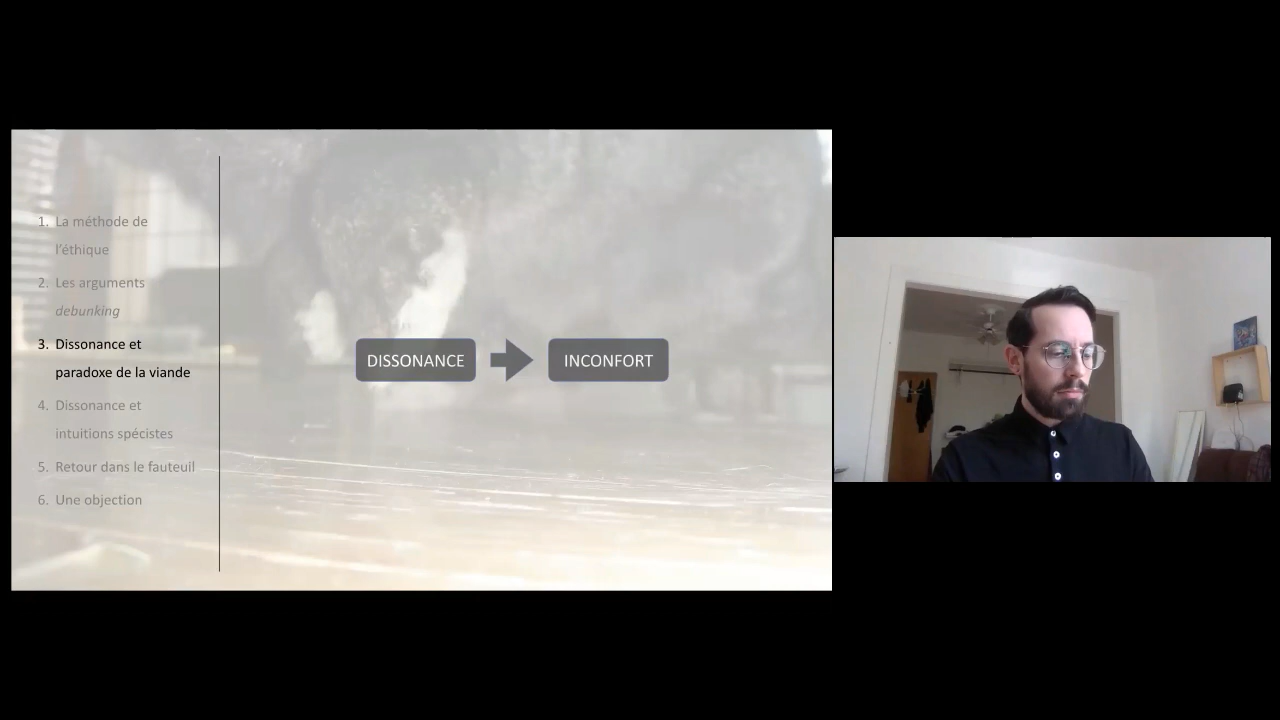 1. La méthode de
l'éthique
2. Les arguments
debunking
3. Dissonance et
paradoxe de la viande
4. Dissonance et
intuitions spécistes
5. Retour dans le fauteuil
6. Une objection
DISSONANCE
INCONFORT